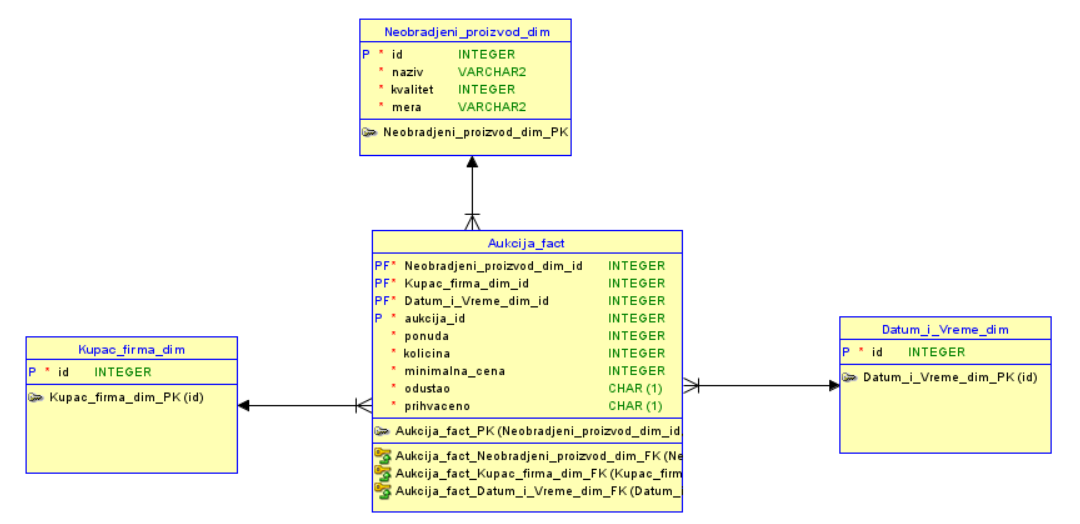 Neobradjeni_proizvod_dim
P * id INTEGER
* naziv VARCHAR2
* kvalitet INTEGER
* mera VARCHAR2
Neobradjeni_proizvod_dim_PK
Aukcija_fact
PF* Neobradjeni_proizvod_dim_id INTEGER
PF* Kupac_firma_dim_id INTEGER
PF* Datum_i_Vreme_dim_id INTEGER
P * aukcija_id INTEGER
* ponuda INTEGER
* kolicina INTEGER
* minimalna_cena INTEGER
* odustao CHAR (1)
* prihvaceno CHAR (1)
Aukcija_fact_PK (Neobradjeni_proizvod_dim_id
Aukcija_fact_Neobradjeni_proizvod_dim_FK (Ne
Aukcija_fact_Kupac_firma_dim_FK (Kupac_firm
Aukcija_fact_Datum_i_Vreme_dim_FK (Datum_
Kupac_firma_dim
P * id INTEGER
Kupac_firma_dim_PK (id)
Datum_i_Vreme_dim
P * id INTEGER
Datum_i_Vreme_dim_PK (id)